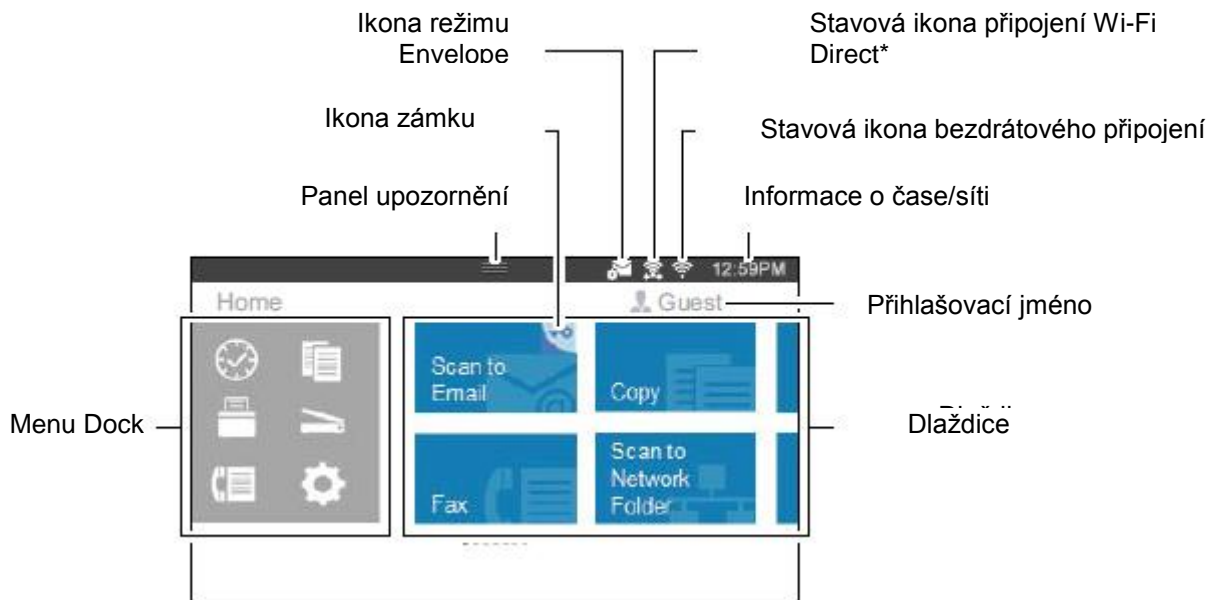 Ikona režimu
Envelope
Stavová ikona připojení Wi-Fi
Direct*
Ikona zámku
Stavová ikona bezdrátového připojení
Panel upozornění
Informace o čase/síti
12:59PM
Home
Guest
Přihlašovací jméno
Scan to
Email
Copy
Menu Dock
Dlaždice
Fax
Scan to
Network
Folder